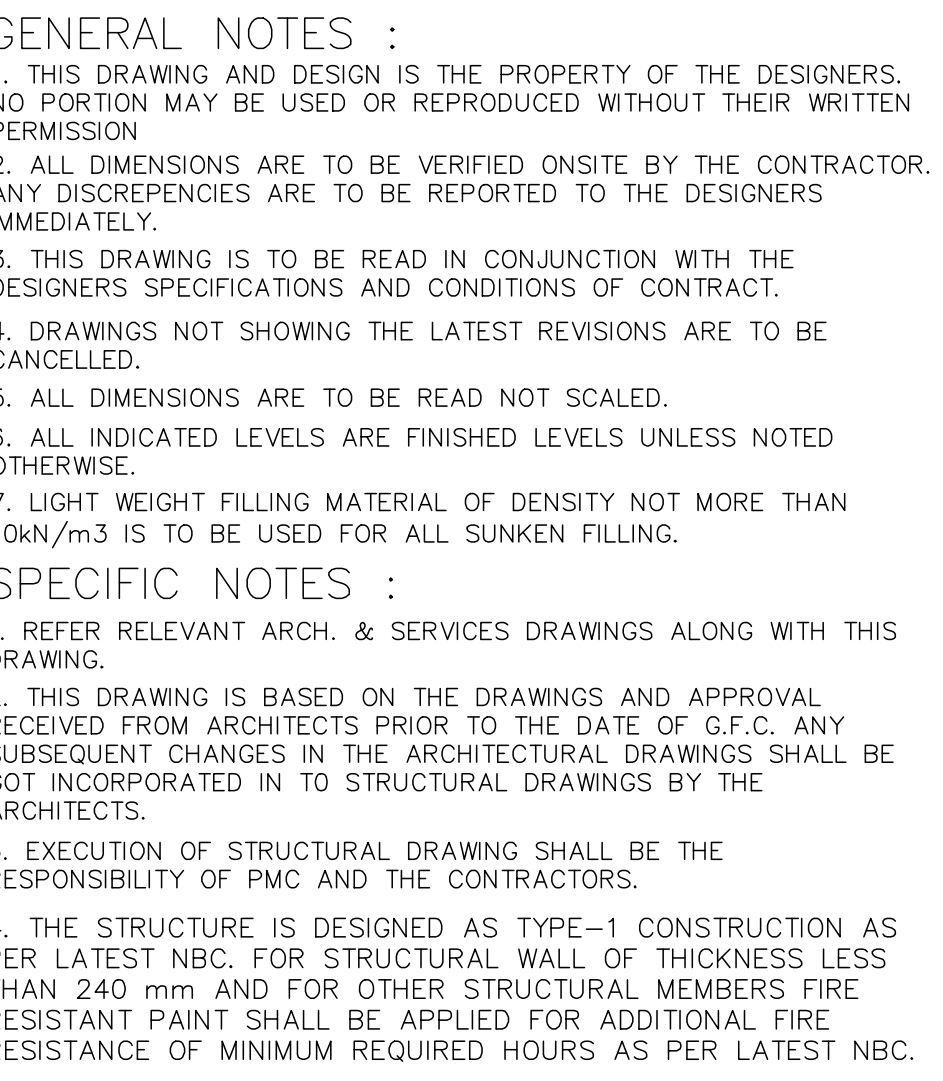 GENERAL NOTES :
1. THIS DRAWING AND DESIGN IS THE PROPERTY OF THE DESIGNERS.
NO PORTION MAY BE USED OR REPRODUCED WITHOUT THEIR WRITTEN
PERMISSION
2. ALL DIMENSIONS ARE TO BE VERIFIED ONSITE BY THE CONTRACTOR.
ANY DISCREPENCIES ARE TO BE REPORTED TO THE DESIGNERS
IMMEDIATELY.
3. THIS DRAWING IS TO BE READ IN CONJUNCTION WITH THE
DESIGNERS SPECIFICATIONS AND CONDITIONS OF CONTRACT.
4. DRAWINGS NOT SHOWING THE LATEST REVISIONS ARE TO BE
CANCELLED.
5. ALL DIMENSIONS ARE TO BE READ NOT SCALED.
6. ALL INDICATED LEVELS ARE FINISHED LEVELS UNLESS NOTED
OTHERWISE.
7. LIGHT WEIGHT FILLING MATERIAL OF DENSITY NOT MORE THAN
IS TO BE USED FOR ALL SUNKEN FILLING.
SPECIFIC NOTES :
. REFER RELEVANT ARCH. & SERVICES DRAWINGS ALONG WITH THIS
DRAWING.
. THIS DRAWING IS BASED ON THE DRAWINGS AND APPROVAL
RECEIVED FROM ARCHITECTS PRIOR TO THE DATE OF G.F.C. ANY
SUBSEQUENT CHANGES IN THE ARCHITECTURAL DRAWINGS SHALL BE
GOT INCORPORATED IN TO STRUCTURAL DRAWINGS BY THE
ARCHITECTS.
. EXECUTION OF STRUCTURAL DRAWING SHALL BE THE
RESPONSIBILITY OF PMC AND THE CONTRACTORS.
. THE STRUCTURE IS DESIGNED AS TYPE-1 CONSTRUCTION AS
PER LATEST NBC. FOR STRUCTURAL WALL OF THICKNESS LESS
THAN 240 mm AND FOR OTHER STRUCTURAL MEMBERS FIRE
RESISTANT PAINT SHALL BE APPLIED FOR ADDITIONAL FIRE
RESISTANCE OF MINIMUM REQUIRED HOURS AS PER LATEST NBC.